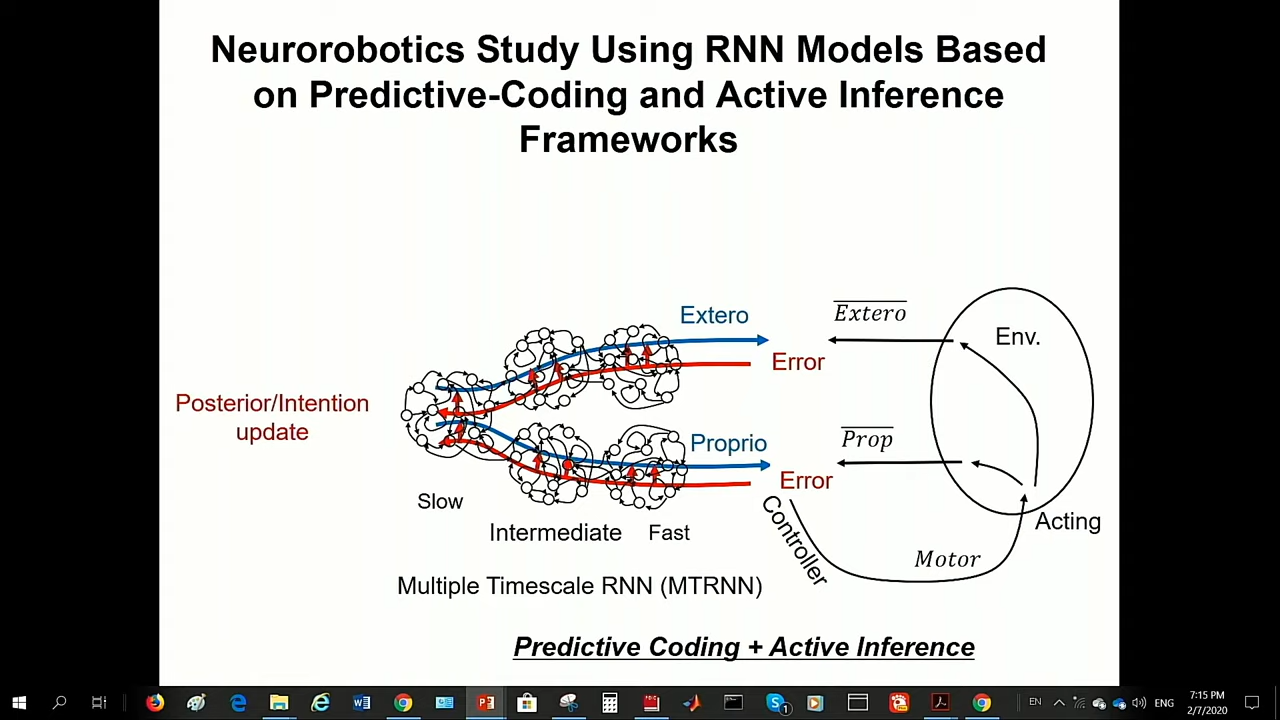 Neurorobotics Study Using RNN Models Based
on Predictive-Coding and Active Inference
Frameworks
Extero
Extero
Env.
Error
Posterior/Intention
update
Proprio
Prop
Error
Slow
Intermediate
Fast
Controller
Acting
Motor
Multiple Timescale RNN (MTRNN)
Predictive Coding + Active Inference
EN
ENG
7:15 PM
2/7/2020